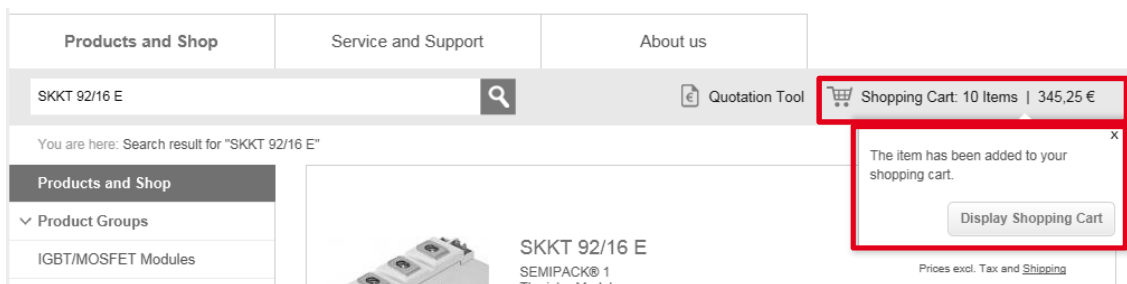 Products and Shop
Service and Support
About us
SKKT 92/16 E
Quotation Tool
Shopping Cart: 10 Items | 345,25 €
You are here: Search result for "SKKT 92/16 E"
x
The item has been added to your
shopping cart.
Display Shopping Cart
Products and Shop
Product Groups
IGBT/MOSFET Modules
SKKT 92/16 E
SEMIPACK® 1
Prices excl. Tax and Shipping